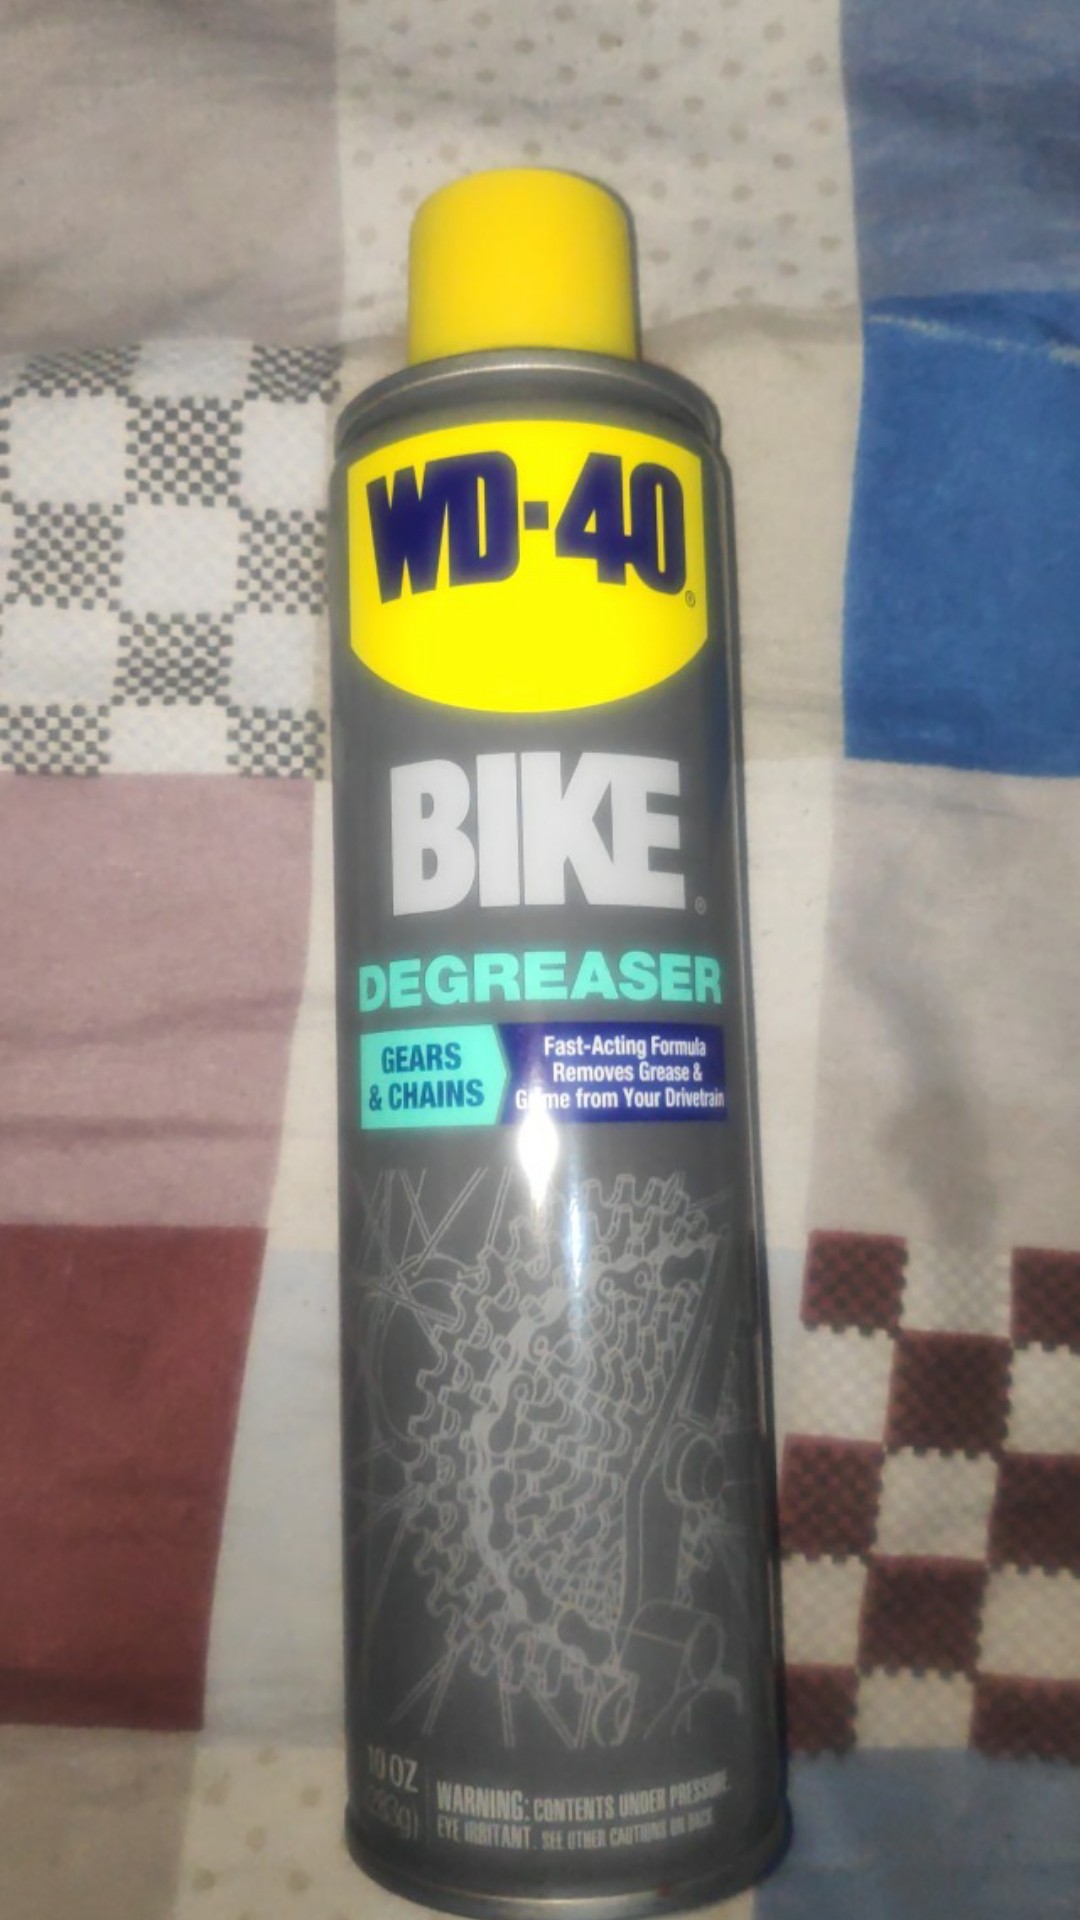 WD-40®
BIKE®
DEGREASER
GEARS
& CHAINS
Fast-Acting Formula
Removes Grease &
Grime from Your Drivetrain
10 OZ
(283g)
WARNING: CONTENTS UNDER PRESSURE.
EYE IRRITANT. SEE OTHER CAUTIONS ON BACK